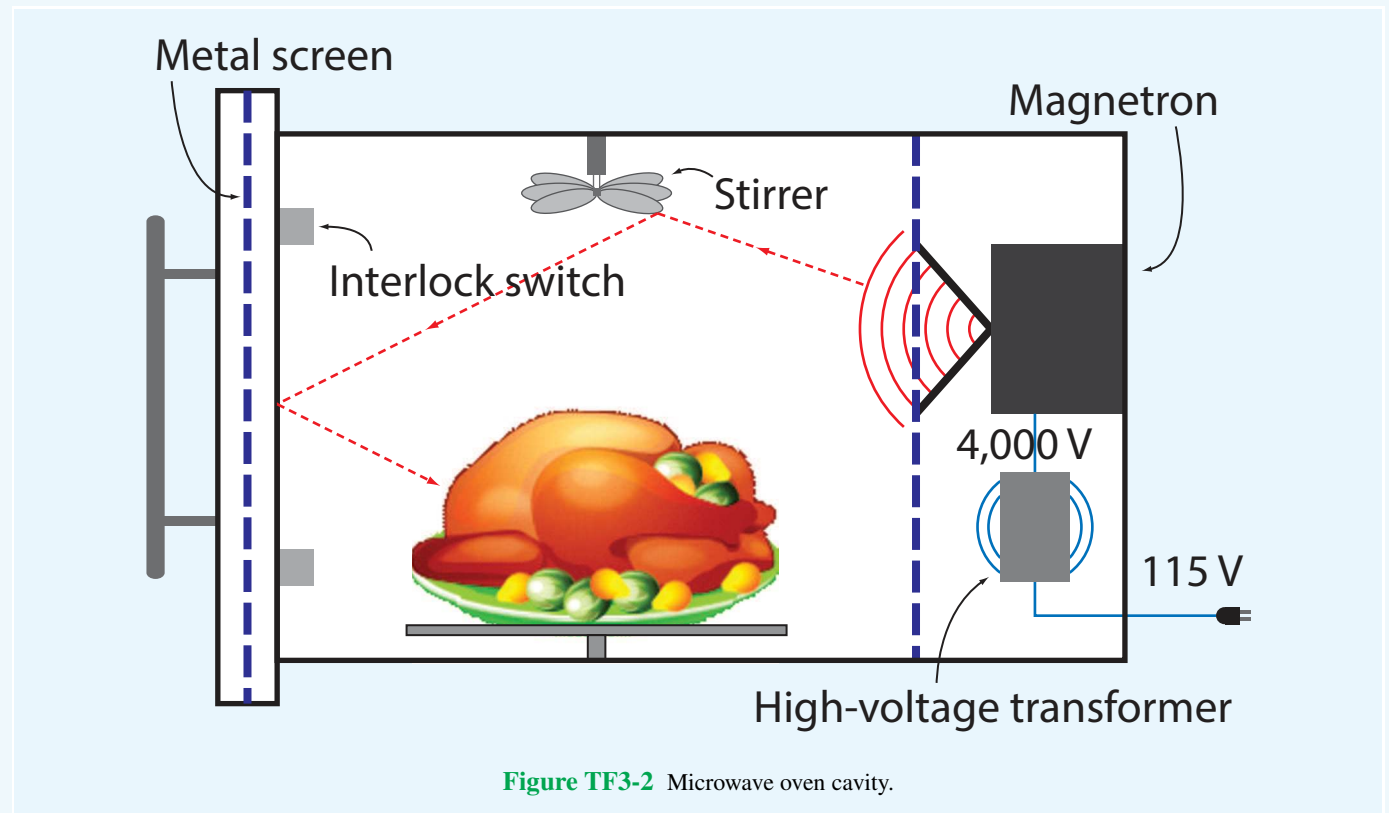 Metal screen
Magnetron
Stirrer
Interlock switch
4,000 V
115 V
High-voltage transformer
Figure TF3-2 Microwave oven cavity.